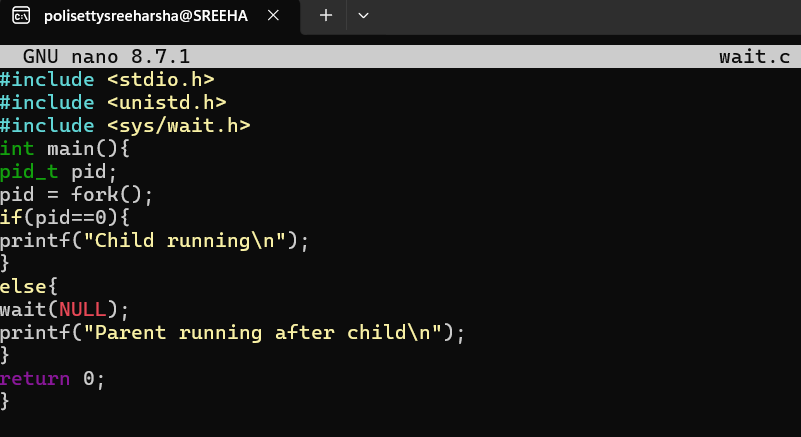 polisettysreeharsha@SREEHA
GNU nano 8.7.1 wait.c
#include <stdio.h>
#include <unistd.h>
#include <sys/wait.h>
int main(){
pid_t pid;
pid = fork();
if(pid==0){
printf("Child running\n");
}
else{
wait(NULL);
printf("Parent running after child\n");
}
return 0;
}